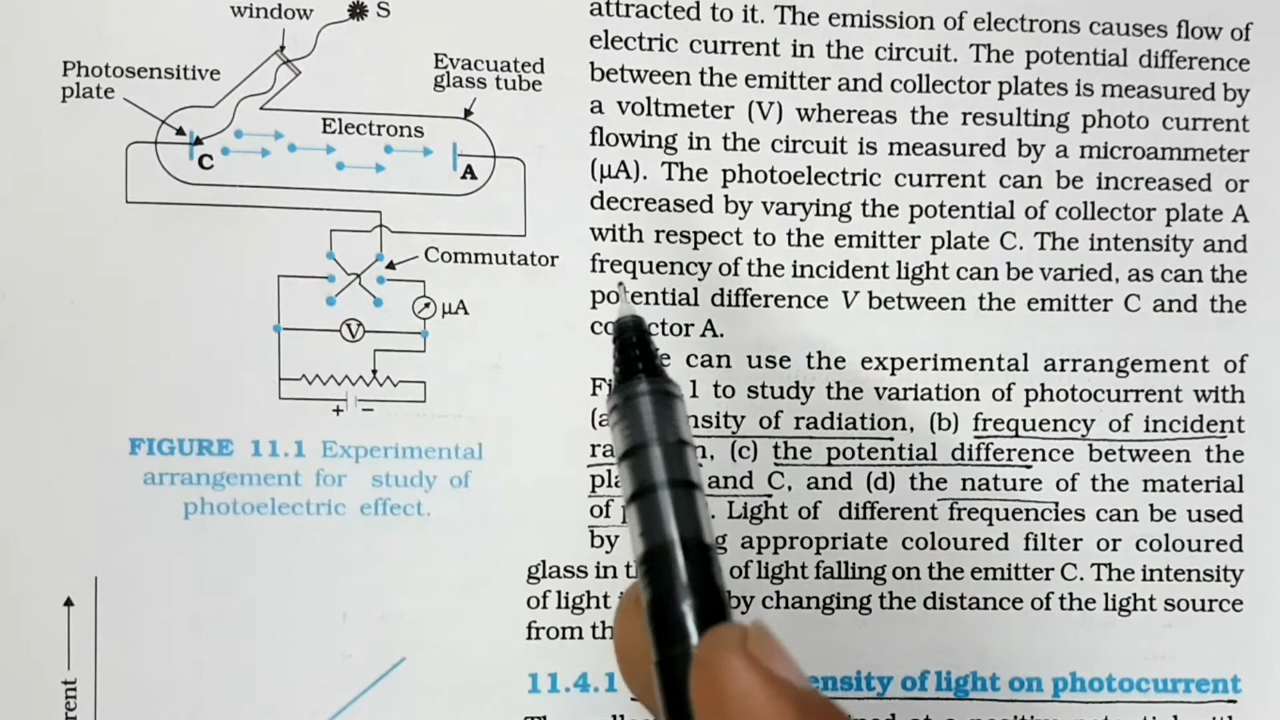 window
S
Photosensitive
plate
Evacuated
glass tube
Electrons
C
A
Commutator
μA
V
+ −
FIGURE 11.1 Experimental
arrangement for study of
photoelectric effect.
attracted to it. The emission of electrons causes flow of
electric current in the circuit. The potential difference
between the emitter and collector plates is measured by
a voltmeter (V) whereas the resulting photo current
flowing in the circuit is measured by a microammeter
(μA). The photoelectric current can be increased or
decreased by varying the potential of collector plate A
with respect to the emitter plate C. The intensity and
frequency of the incident light can be varied, as can the
potential difference V between the emitter C and the
A.
can use the experimental arrangement of
1 to study the variation of photocurrent with
of radiation, (b) frequency of incident
(c) the potential difference between the
and C, and (d) the nature of the material
of . Light of different frequencies can be used
by appropriate coloured filter or coloured
glass in of light falling on the emitter C. The intensity
of light by changing the distance of the light source
from
11.4.1 of light on photocurrent